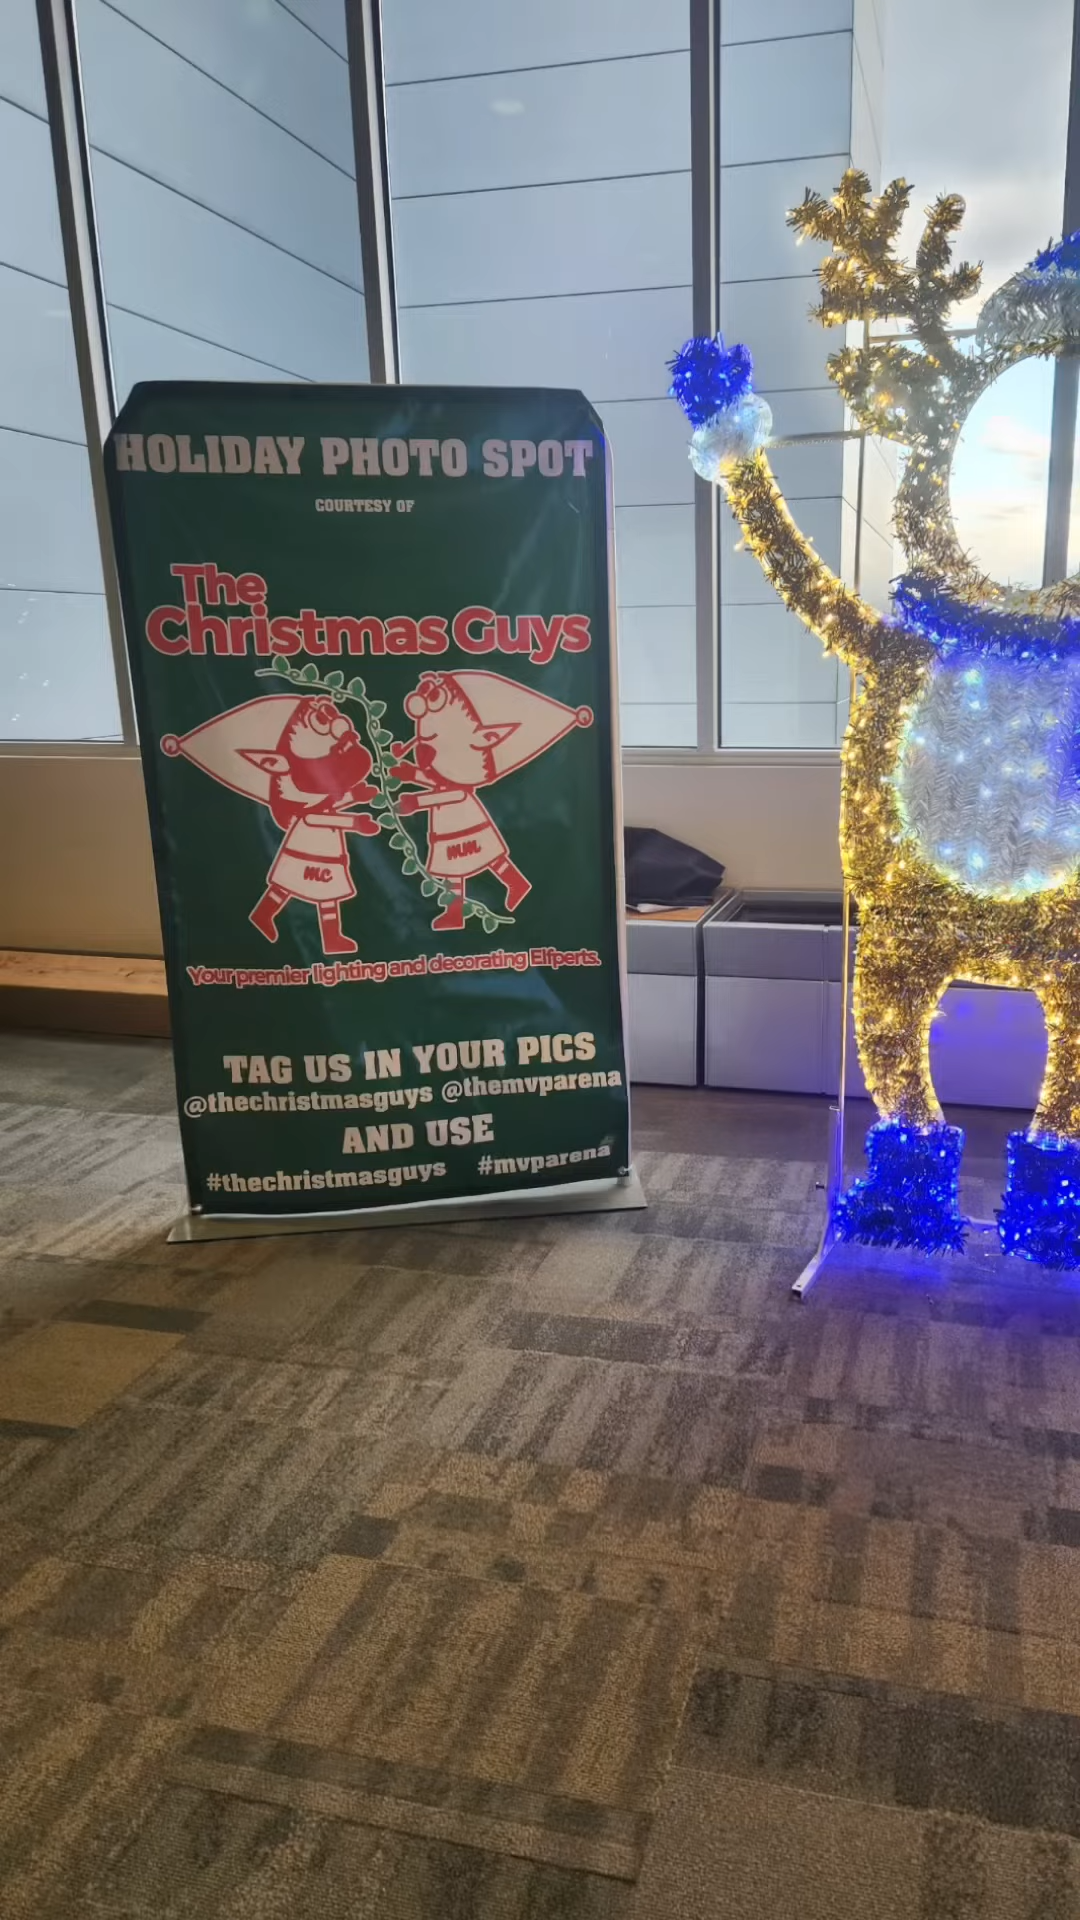 HOLIDAY PHOTO SPOT
COURTESY OF
The
Christmas Guys
MC
MM
Your premier lighting and decorating Elfperts.
TAG US IN YOUR PICS
@thechristmasguys @themvparena
AND USE
#thechristmasguys #mvparena